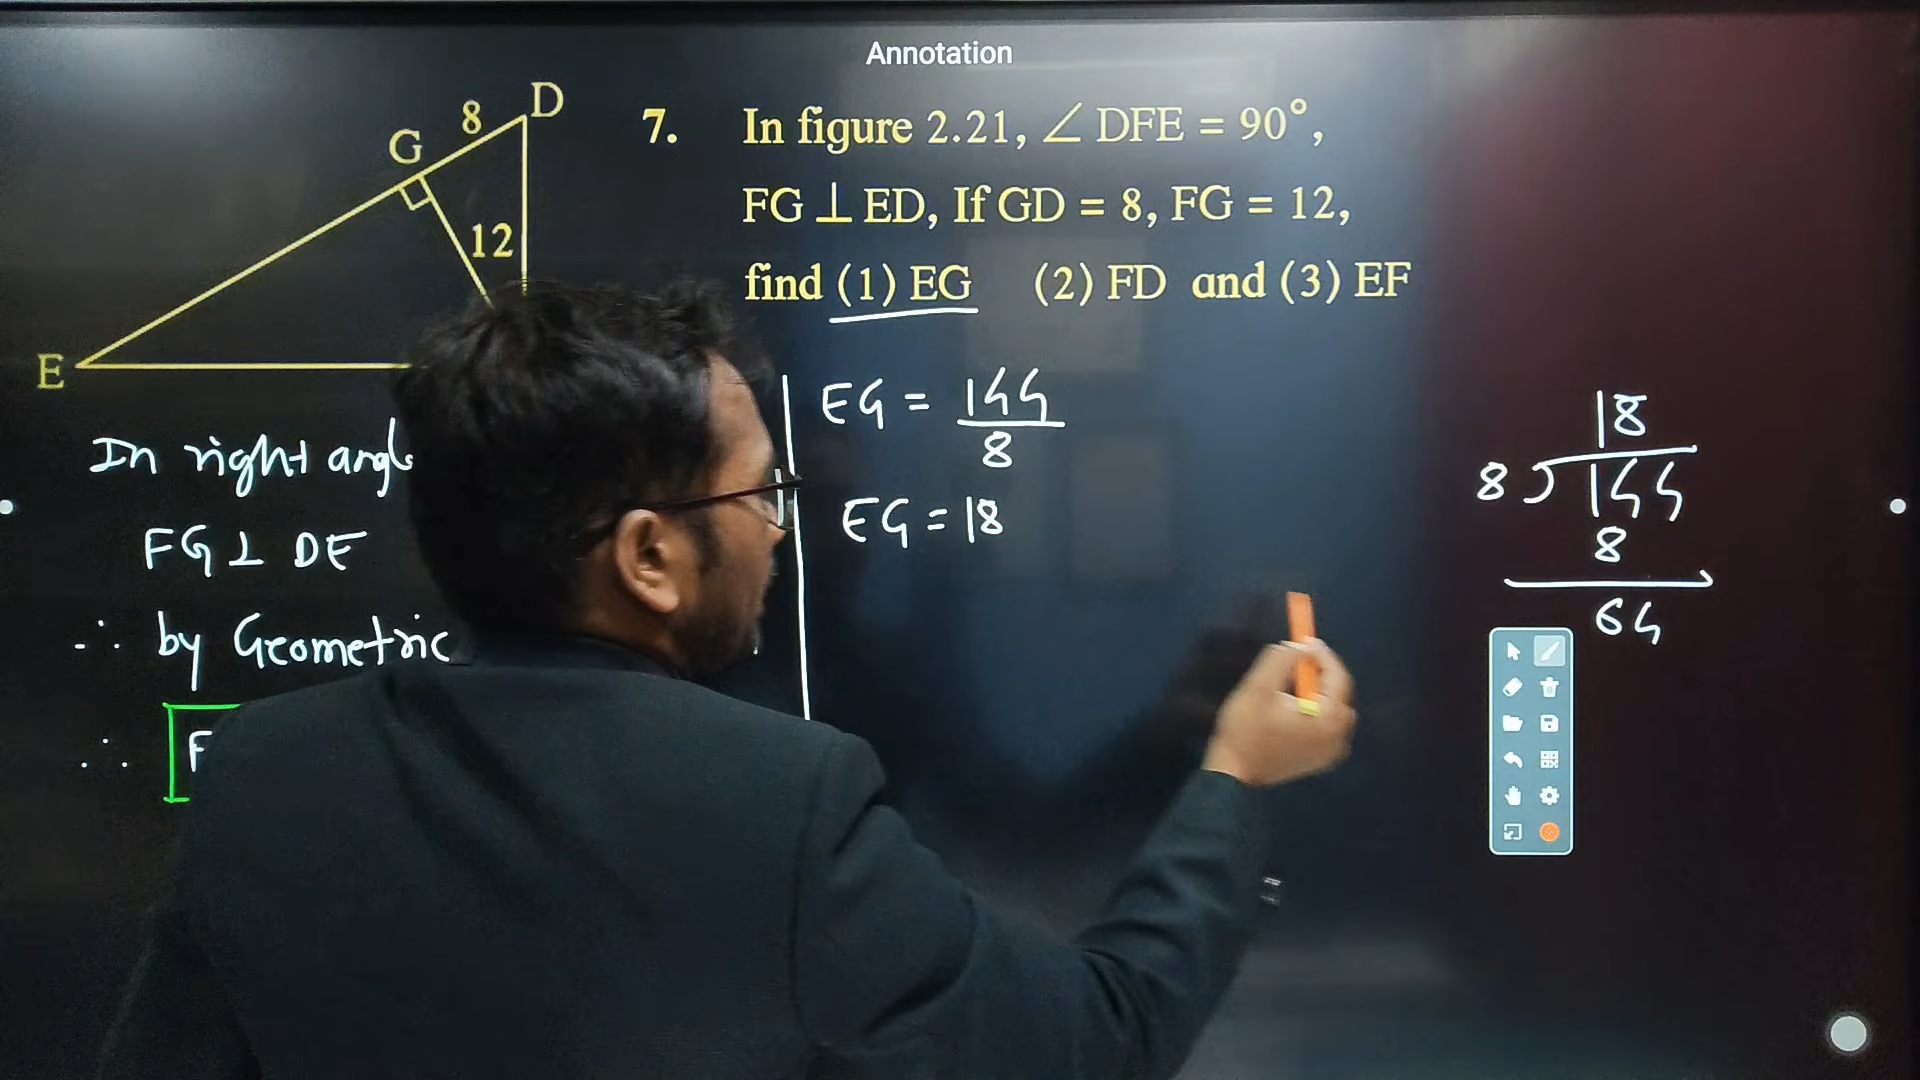 Annotation
D
8
G
12
E
7. In figure 2.21, ∠ DFE = 90°,
FG ⊥ ED, If GD = 8, FG = 12,
find (1) EG (2) FD and (3) EF
In right angle
FG ⊥ DE
∴ by Geometric
∴ F
EG = 144
8
EG = 18
18
8 ) 144
8
64